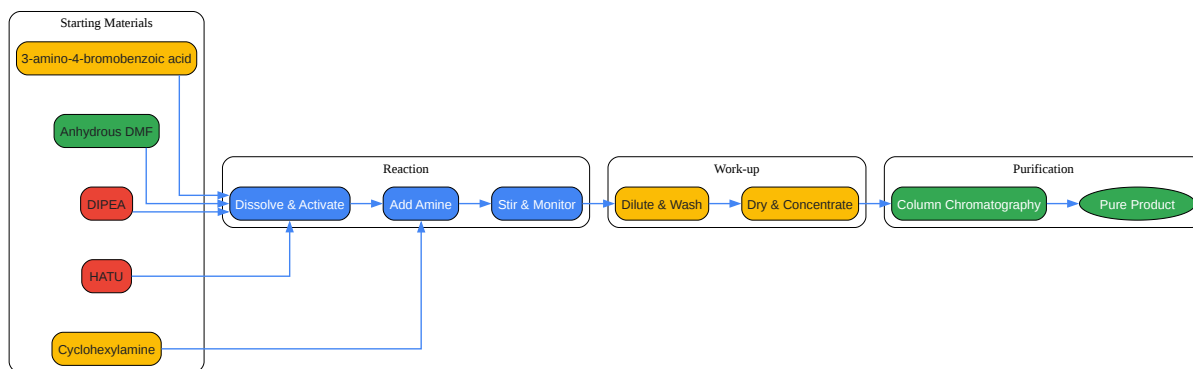 Starting Materials
3-amino-4-bromobenzoic acid
Anhydrous DMF
DIPEA
HATU
Cyclohexylamine
Reaction
Dissolve & Activate
Add Amine
Stir & Monitor
Work-up
Dilute & Wash
Dry & Concentrate
Purification
Column Chromatography
Pure Product